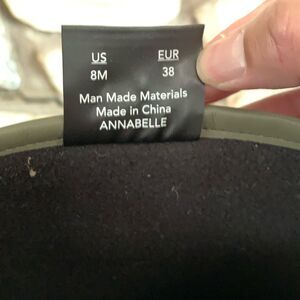 US EUR
8M 38
Man Made Materials
Made in China
ANNABELLE